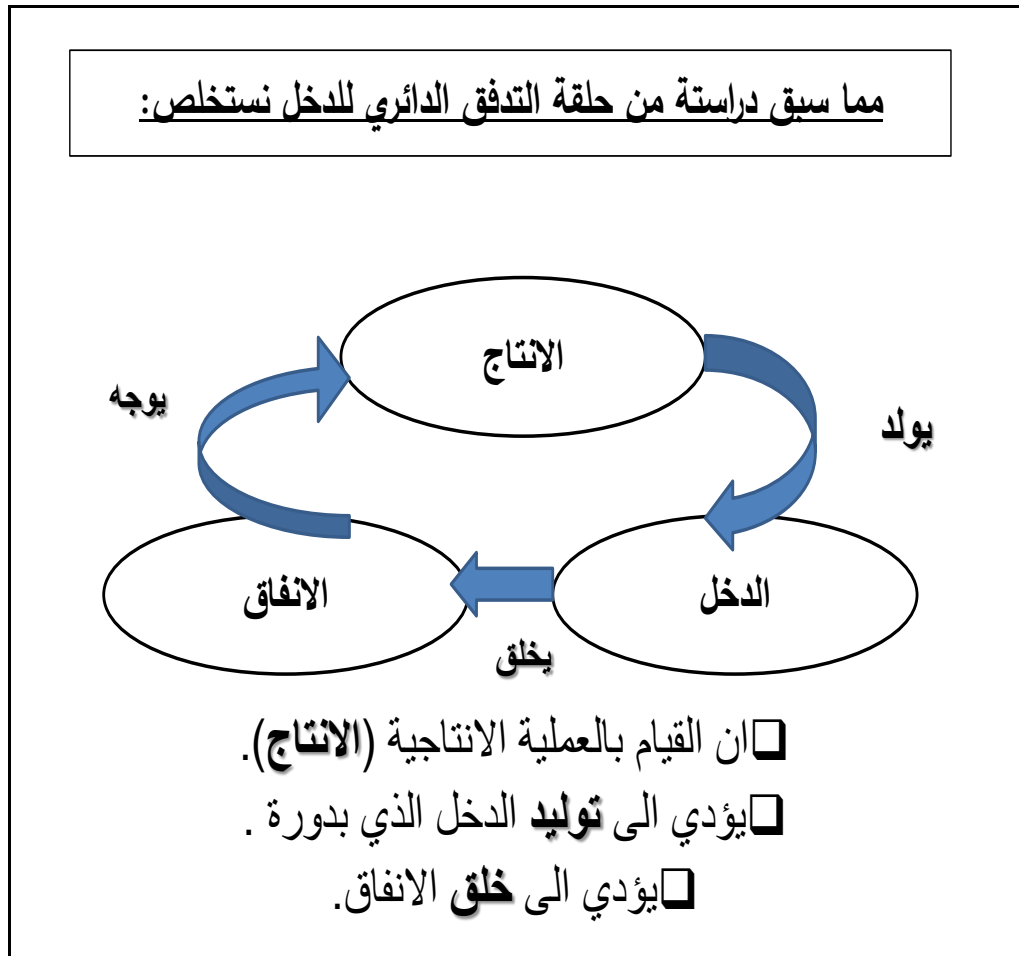 مما سبق دراستة من حلقة التدفق الدائري للدخل نستخلص:
الانتاج
يوجه
يولد
الدخل
الانفاق
يخلق
ان القيام بالعملية الانتاجية (الانتاج).
يؤدي الى توليد الدخل الذي بدورة .
يؤدي الى خلق الانفاق.